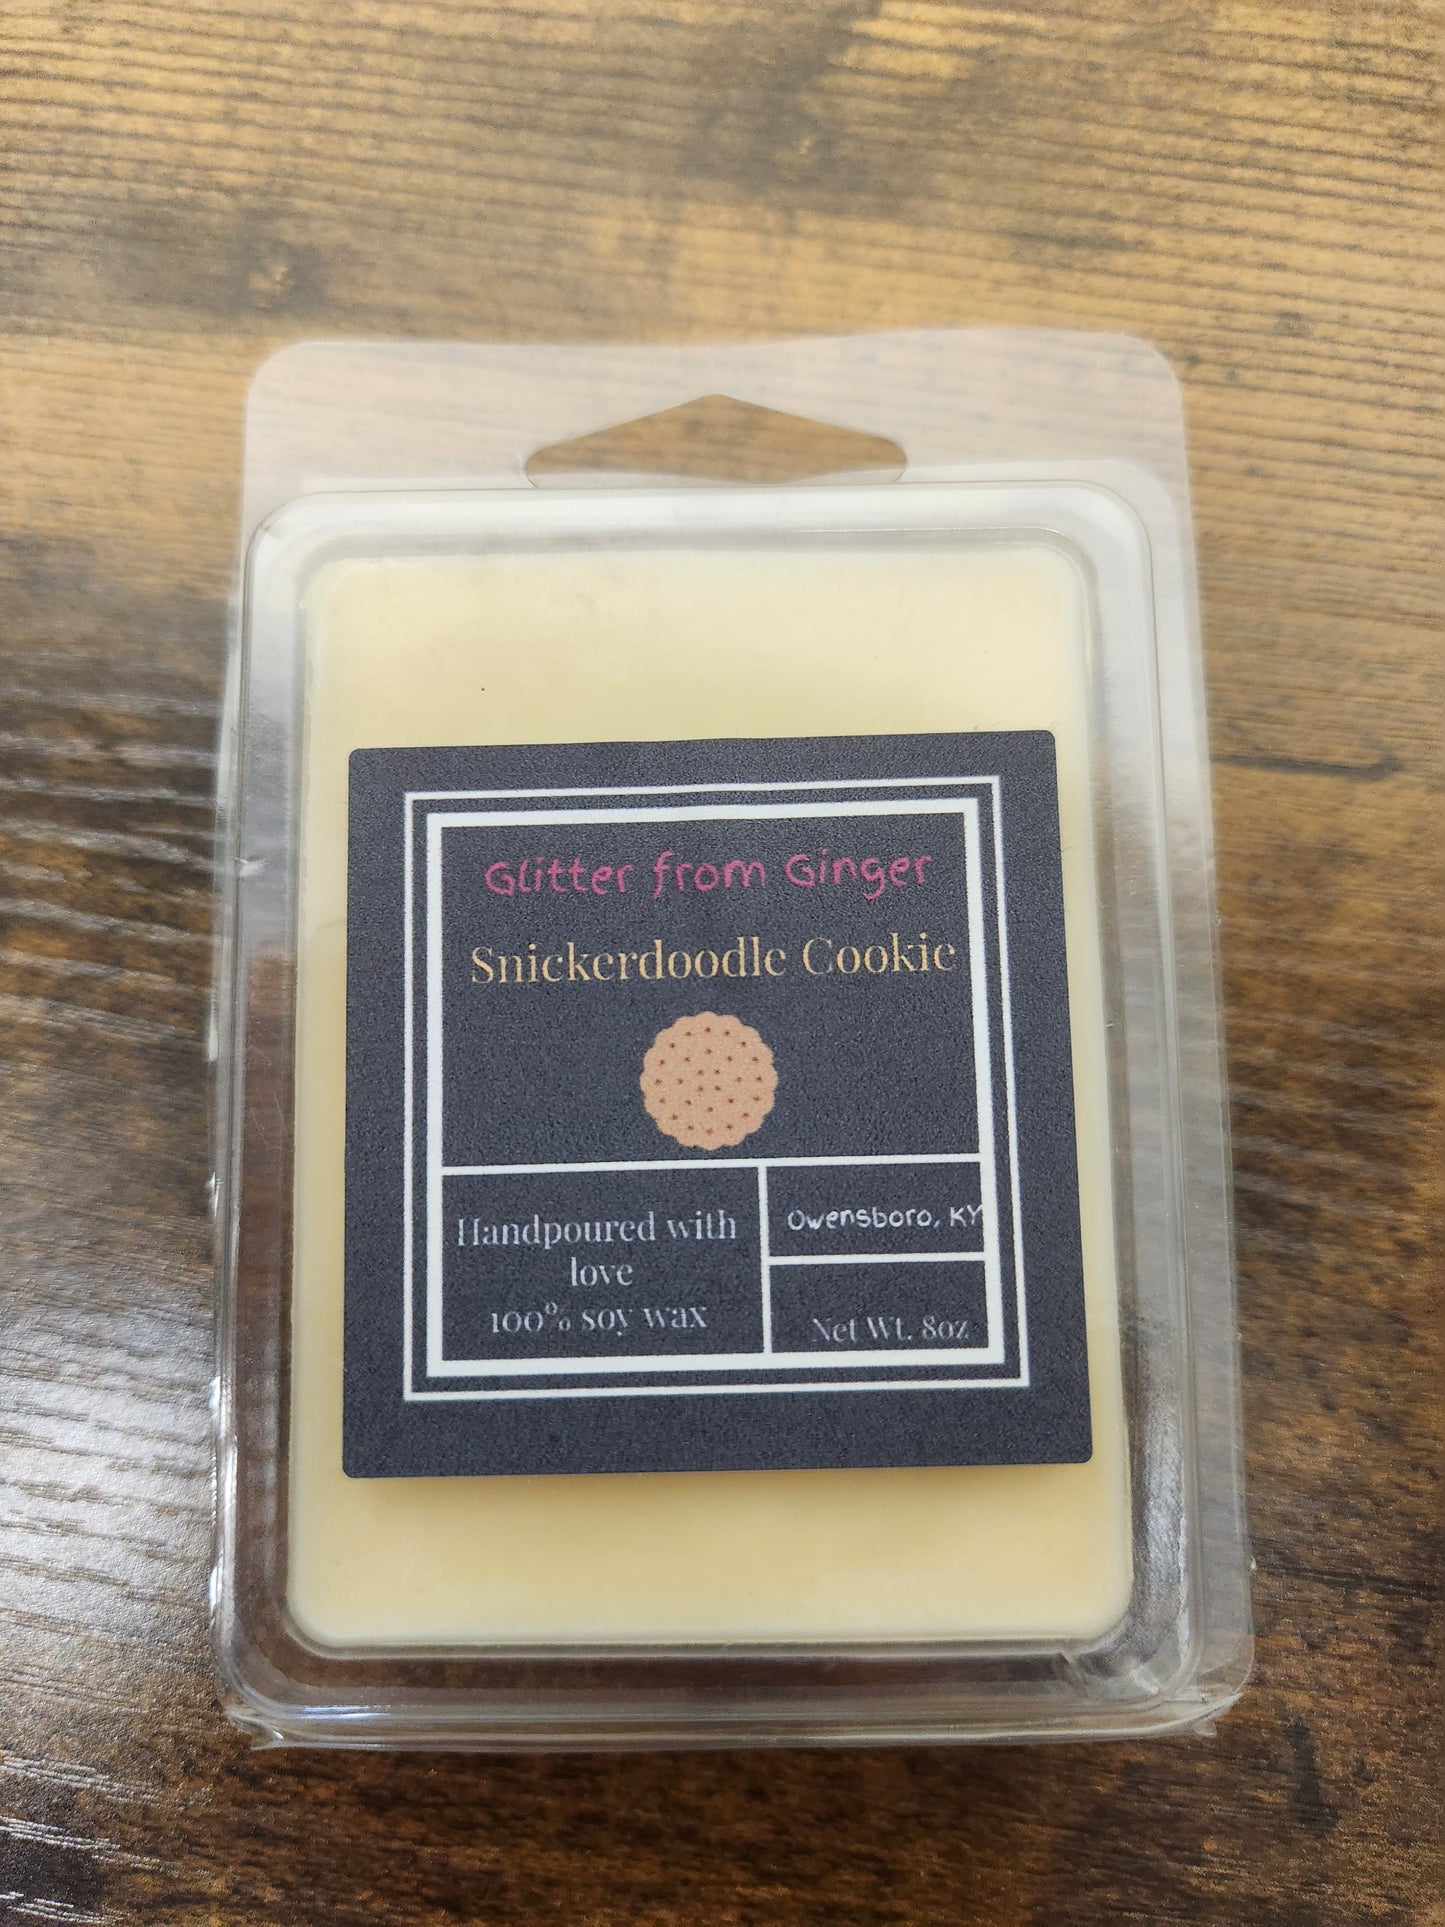 Glitter from Ginger
Snickerdoodle Cookie
Handpoured with
love
100% soy wax
Owensboro, KY
Net Wt. 8oz